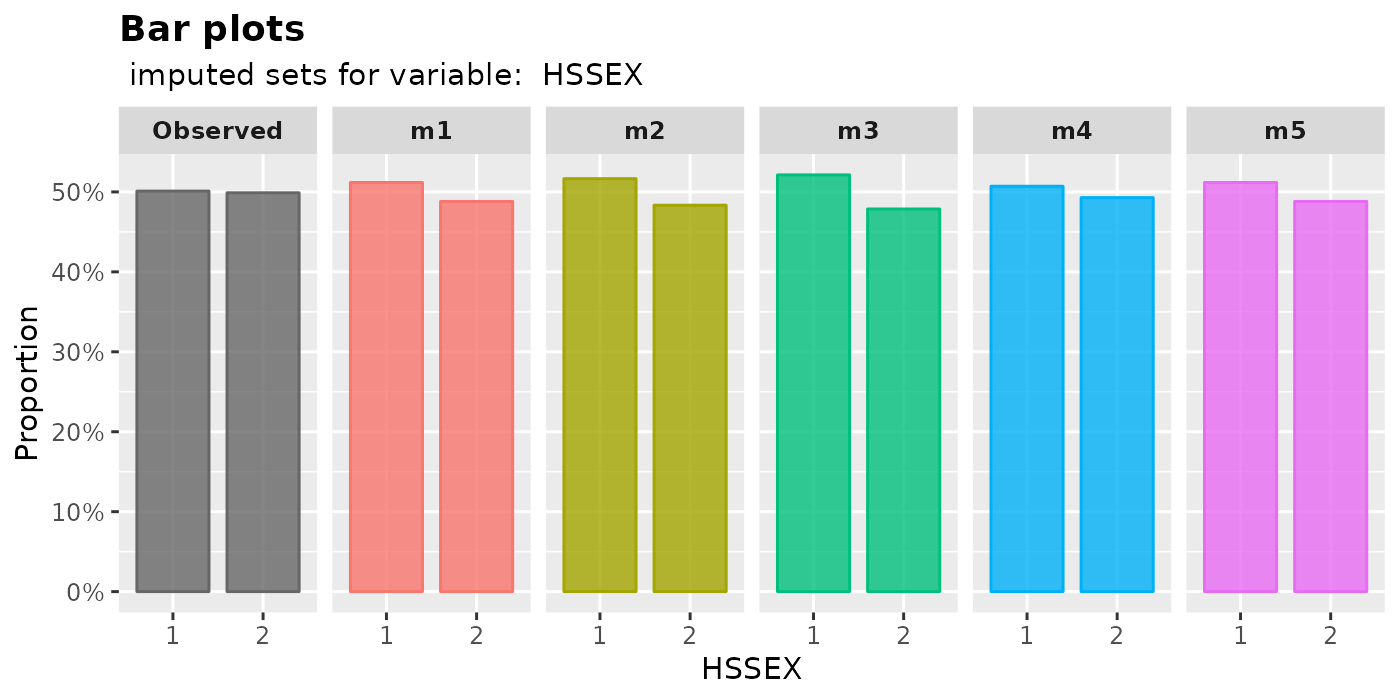 Bar plots
imputed sets for variable: HSSEX
Observed m1 m2 m3 m4 m5
50%
40%
30%
20%
10%
0%
Proportion
1 2 1 2 1 2 1 2 1 2 1 2
HSSEX